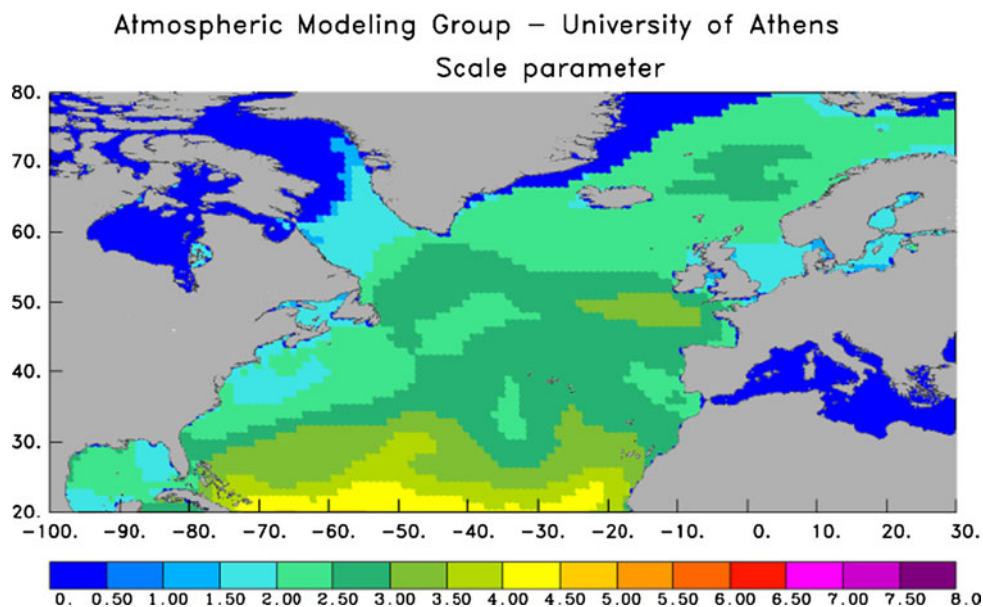 Atmospheric Modeling Group − University of Athens
Scale parameter
80.
70.
60.
50.
40.
30.
20.
−100. −90. −80. −70. −60. −50. −40. −30. −20. −10. 0. 10. 20. 30.
0. 0.50 1.00 1.50 2.00 2.50 3.00 3.50 4.00 4.50 5.00 5.50 6.00 6.50 7.00 7.50 8.0